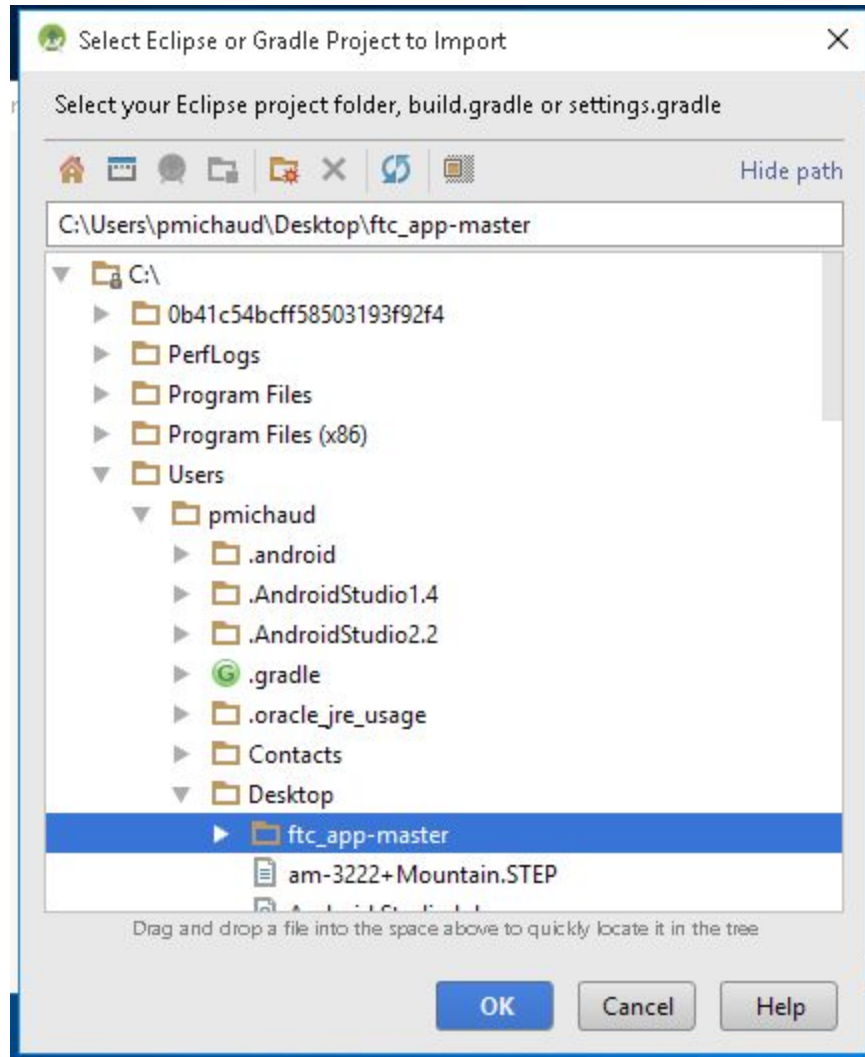 Select Eclipse or Gradle Project to Import
Select your Eclipse project folder, build.gradle or settings.gradle
Hide path
C:\Users\pmichaud\Desktop\ftc_app-master
C:\
0b41c54bcff58503193f92f4
PerfLogs
Program Files
Program Files (x86)
Users
pmichaud
.android
.AndroidStudio1.4
.AndroidStudio2.2
G .gradle
.oracle_jre_usage
Contacts
Desktop
ftc_app-master
am-3222+Mountain.STEP
Drag and drop a file into the space above to quickly locate it in the tree
OK Cancel Help